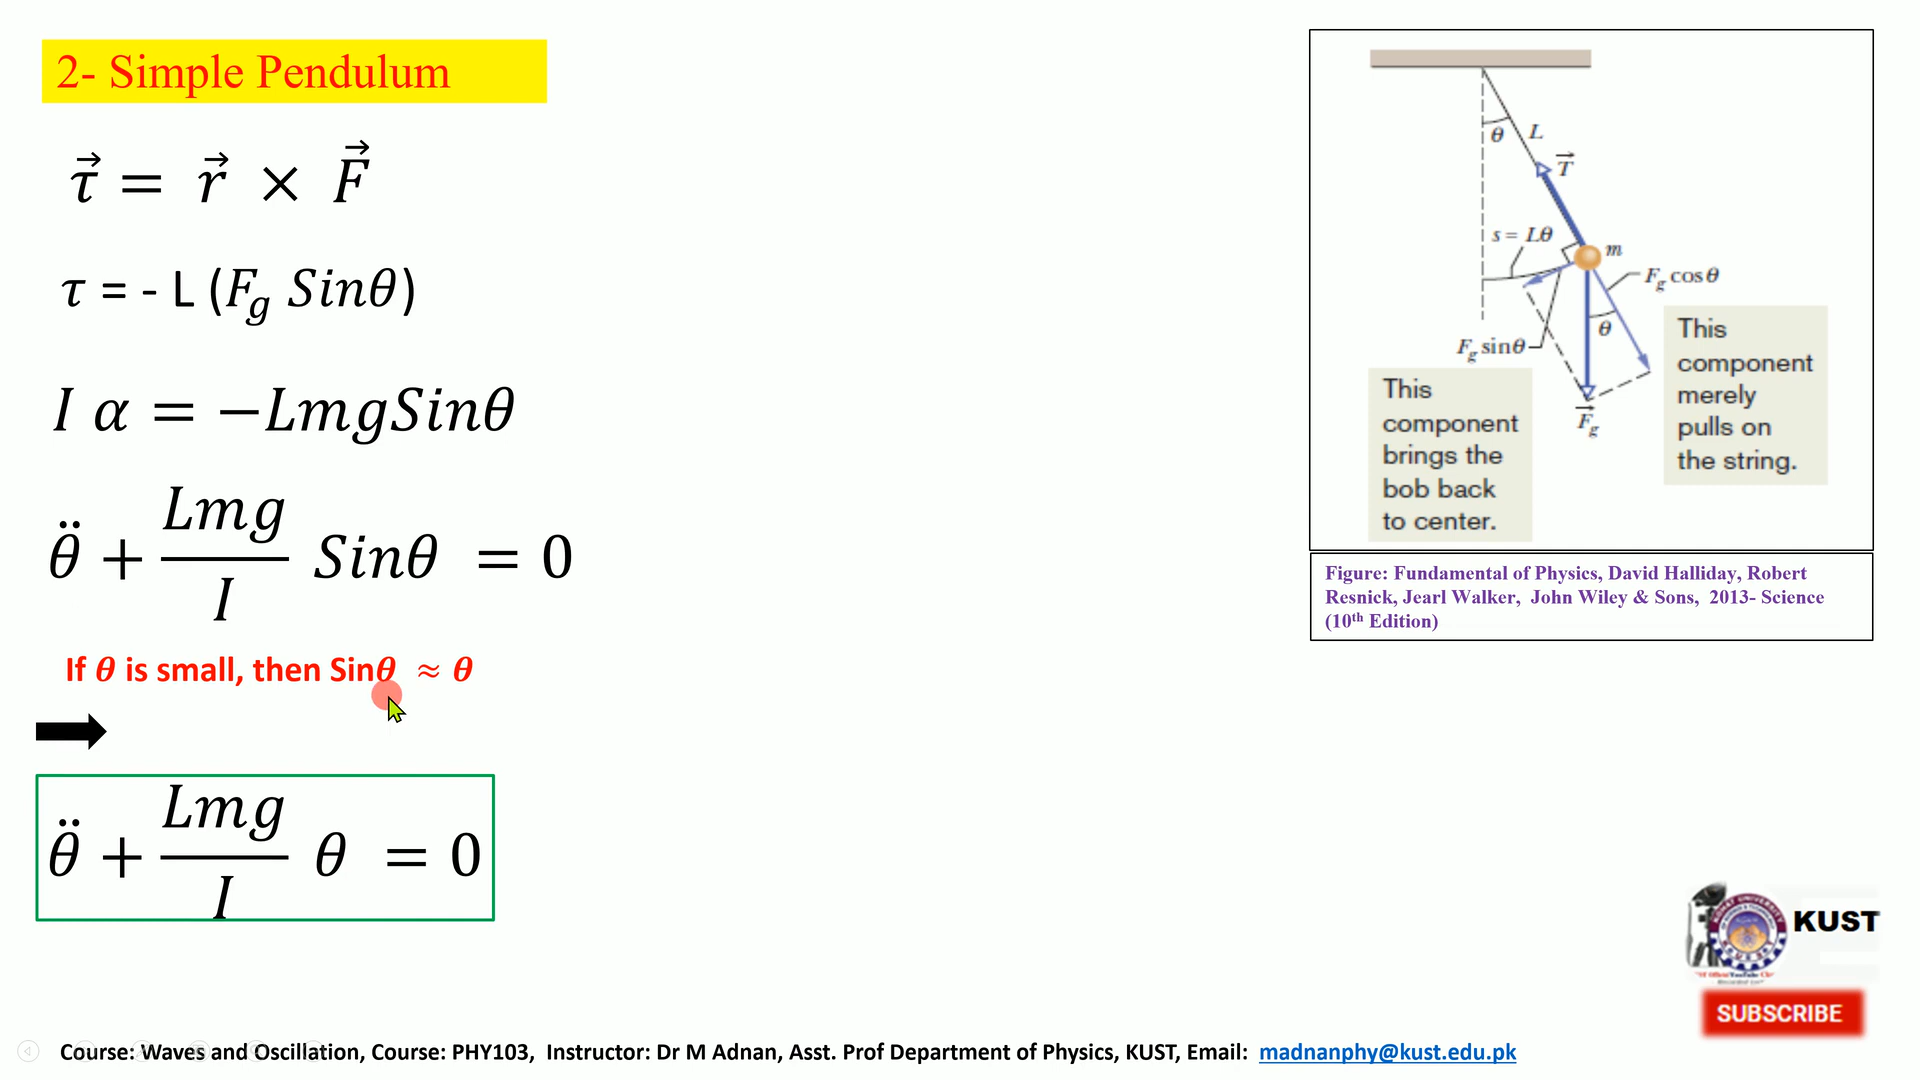 2- Simple Pendulum
τ⃗ = r⃗ × F⃗
τ = - L (F_g Sinθ)
I α = −LmgSinθ
θ̈ + Lmg/I Sinθ = 0
If θ is small, then Sinθ ≈ θ
θ̈ + Lmg/I θ = 0
θ L
T⃗
s = Lθ
m
F_g cos θ
θ
F_g sinθ
F⃗_g
This
component
brings the
bob back
to center.
This
component
merely
pulls on
the string.
Figure: Fundamental of Physics, David Halliday, Robert
Resnick, Jearl Walker, John Wiley & Sons, 2013- Science
(10th Edition)
KUST
SUBSCRIBE
Course: Waves and Oscillation, Course: PHY103, Instructor: Dr M Adnan, Asst. Prof Department of Physics, KUST, Email: madnanphy@kust.edu.pk